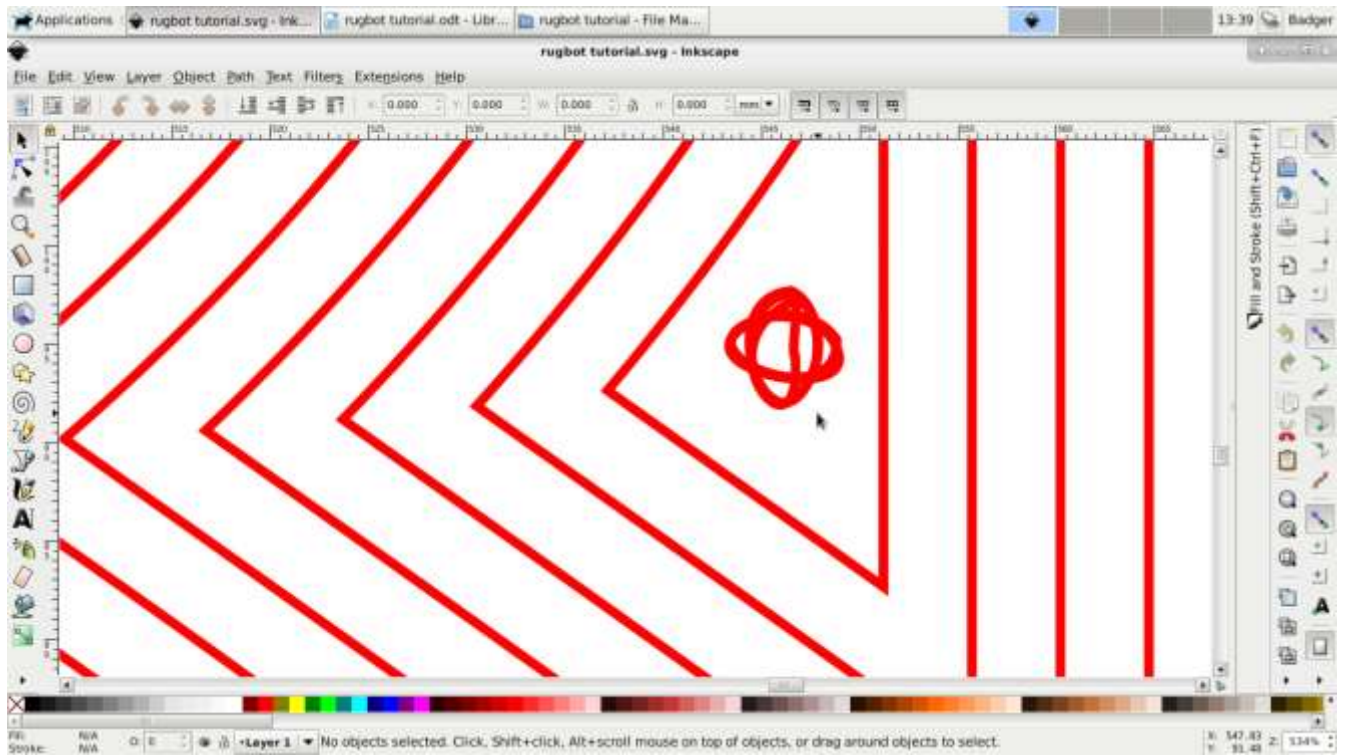 Applications
rugbot tutorial.svg - Ink...
rugbot tutorial.odt - Libr...
rugbot tutorial - File Ma...
13:39
Badger
rugbot tutorial.svg - Inkscape
File Edit View Layer Object Path Text Filters Extensions Help
X: 0.000 Y: 0.000 W: 0.000 H: 0.000 mm
Fill and Stroke (Shift+Ctrl+F)
Fill: N/A
Stroke: N/A
O: 0
•Layer 1
No objects selected. Click, Shift+click, Alt+scroll mouse on top of objects, or drag around objects to select.
X: 547.83
Z: 534%